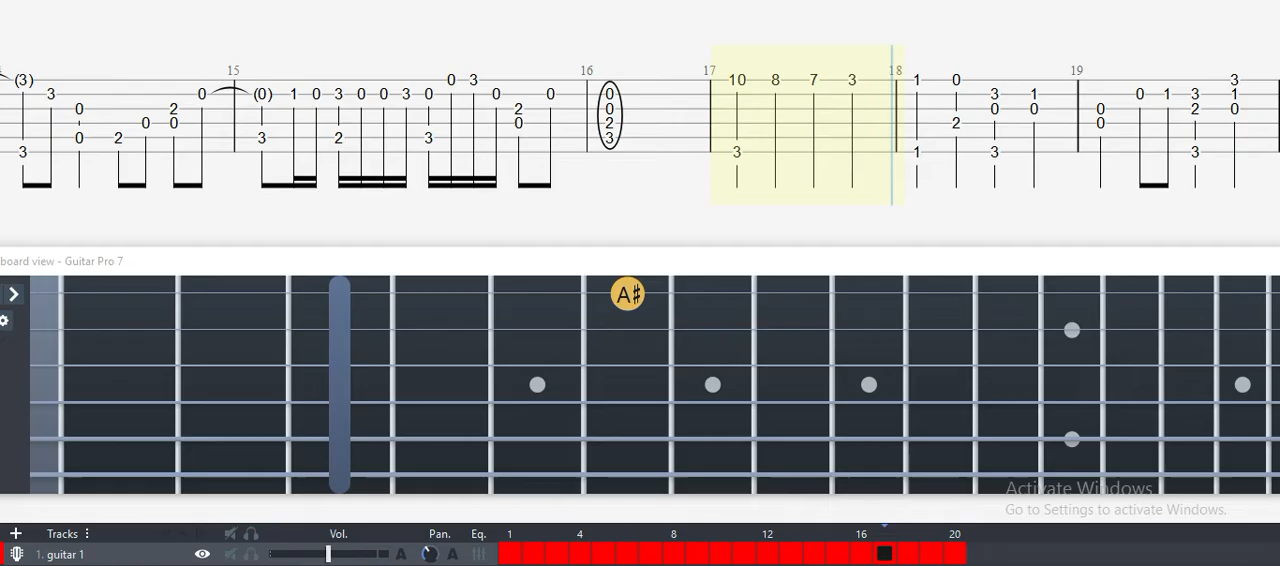 15 16 17 18 19
(3) 0 3 10 8 7 3 1 0 3
3 0 (0) 1 0 3 0 0 3 0 0 0 0 3 1 0 1 3 1
0 2 2 0 0 0 0 2 0
0 0 0 2 2 0
0 2 3 2 3 3
3 3 1 3 3
board view - Guitar Pro 7
A♯
Activate Windows
Go to Settings to activate Windows.
Tracks Vol. Pan. Eq. 1 4 8 12 16 20
1. guitar 1 A A